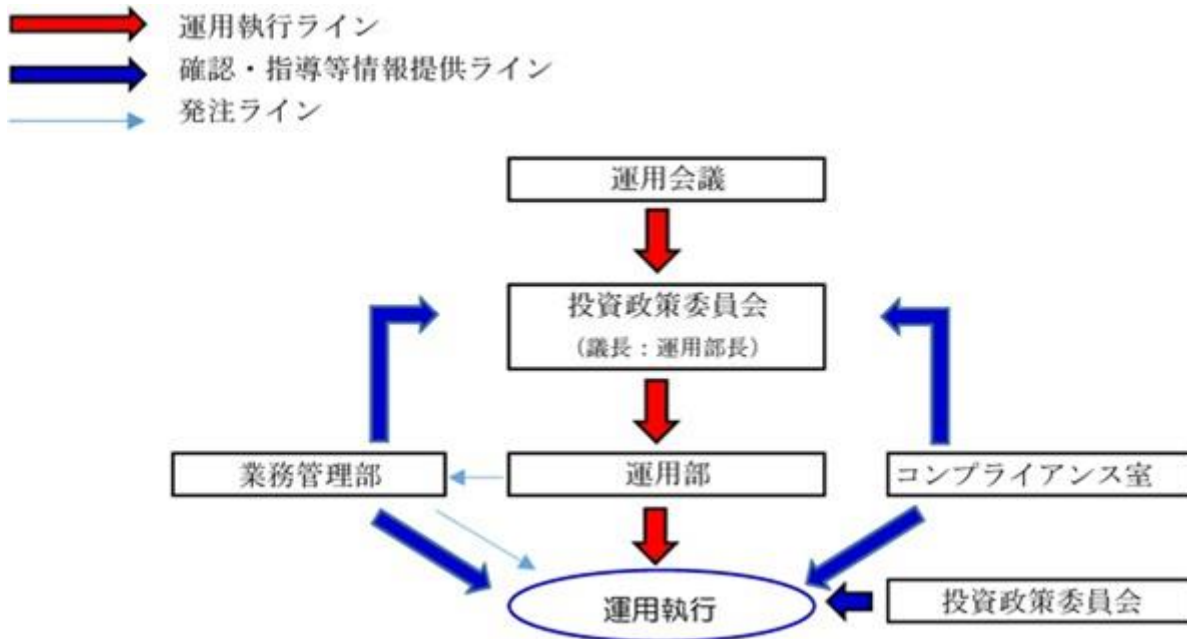 運用執行ライン
確認・指導等情報提供ライン
発注ライン
運用会議
投資政策委員会
(議長：運用部長)
業務管理部
運用部
コンプライアンス室
運用執行
投資政策委員会